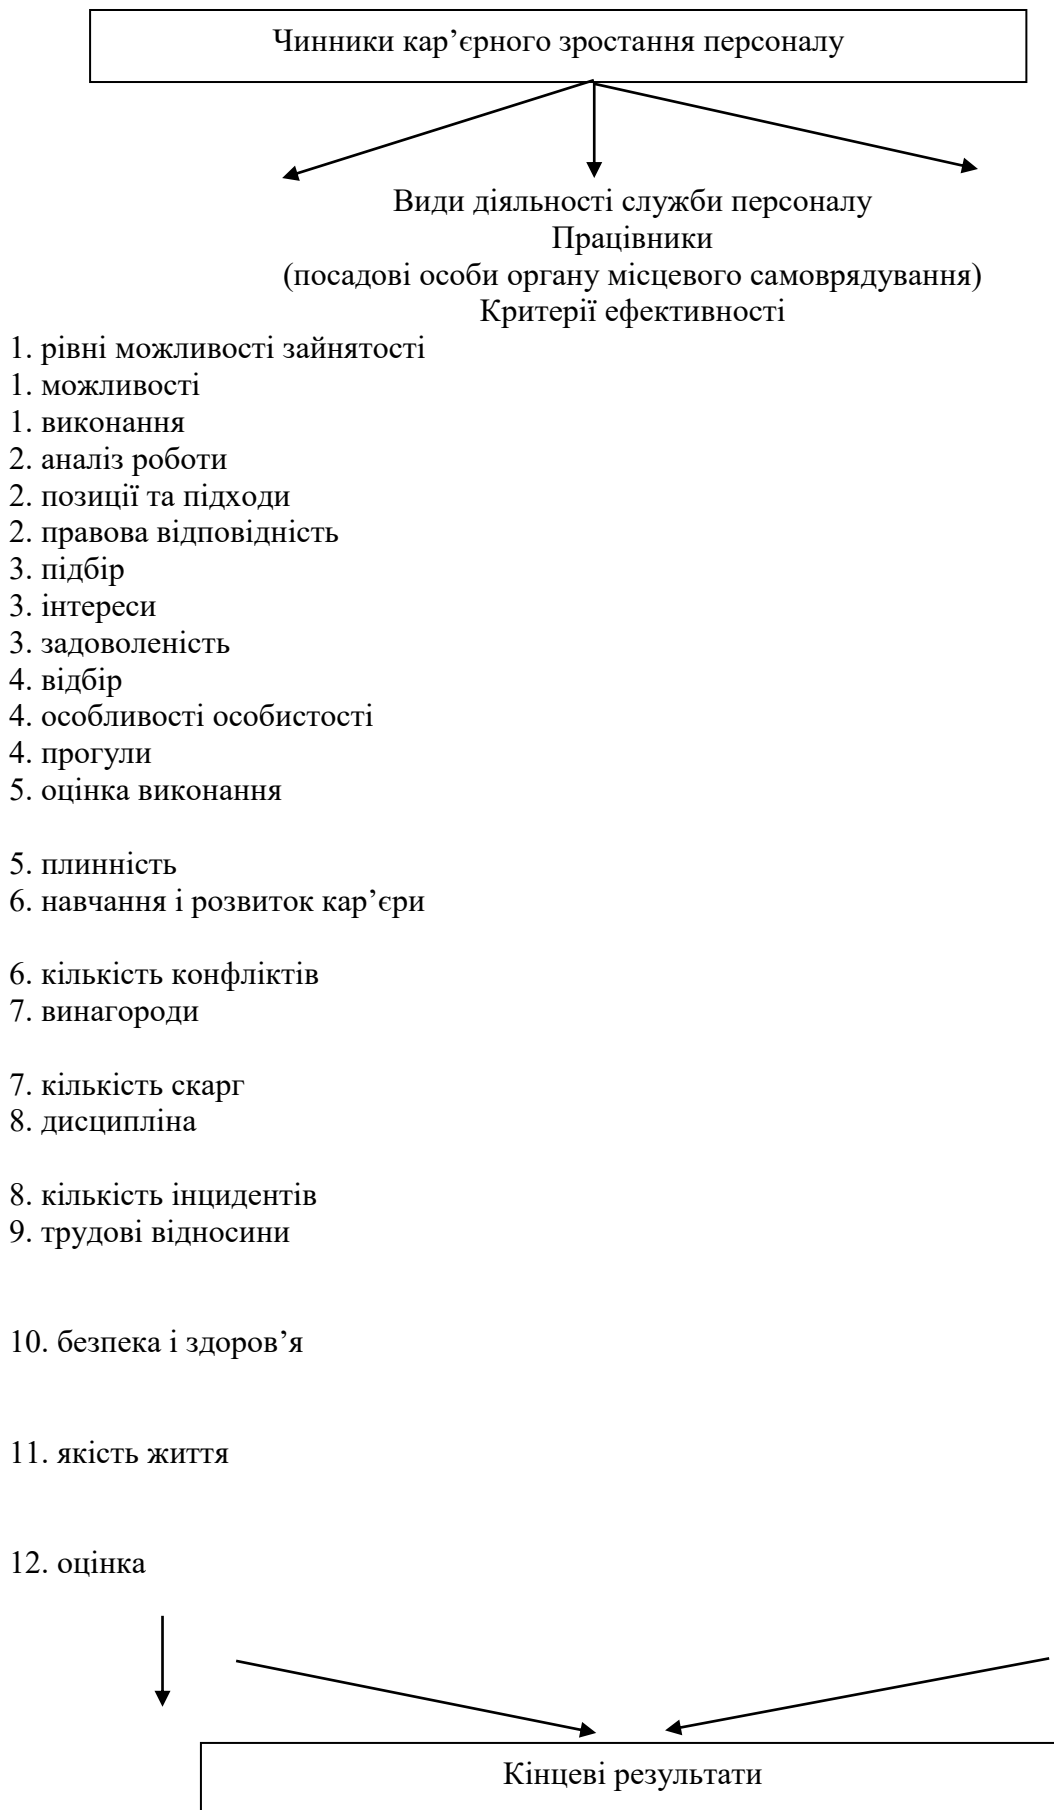 Чинники кар’єрного зростання персоналу
Види діяльності служби персоналу
Працівники
(посадові особи органу місцевого самоврядування)
Критерії ефективності
1. рівні можливості зайнятості
1. можливості
1. виконання
2. аналіз роботи
2. позиції та підходи
2. правова відповідність
3. підбір
3. інтереси
3. задоволеність
4. відбір
4. особливості особистості
4. прогули
5. оцінка виконання
5. плинність
6. навчання і розвиток кар’єри
6. кількість конфліктів
7. винагороди
7. кількість скарг
8. дисципліна
8. кількість інцидентів
9. трудові відносини
10. безпека і здоров’я
11. якість життя
12. оцінка
Кінцеві результати